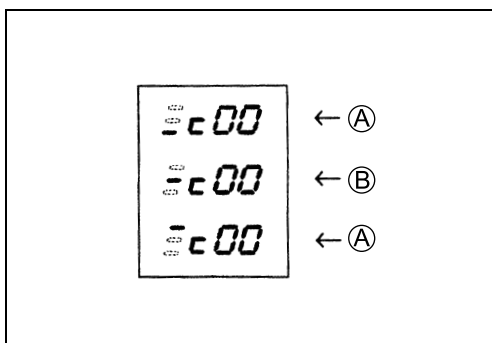 _ c00 ← Ⓐ
- c00 ← Ⓑ
¯ c00 ← Ⓐ